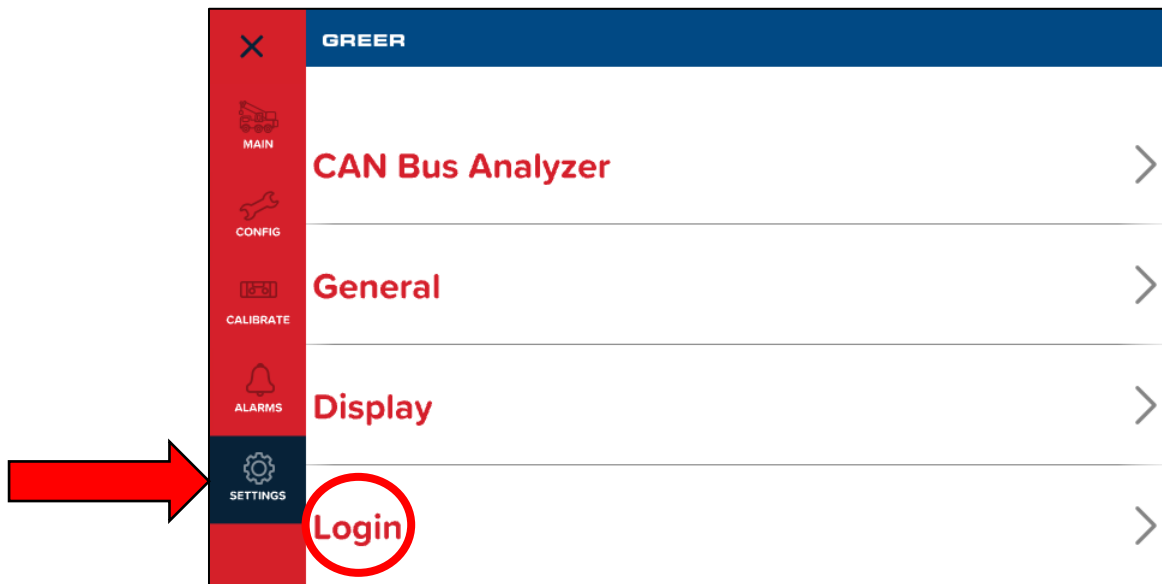 GREER
MAIN
CONFIG
CALIBRATE
ALARMS
SETTINGS
CAN Bus Analyzer
General
Display
Login